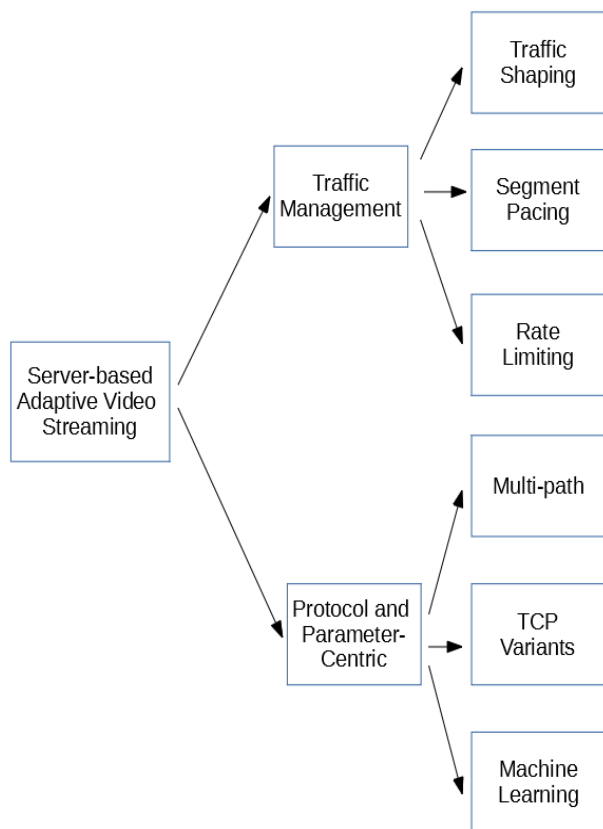 Traffic
Shaping
Traffic
Management
Segment
Pacing
Rate
Limiting
Server-based
Adaptive Video
Streaming
Multi-path
Protocol and
Parameter-
Centric
TCP
Variants
Machine
Learning